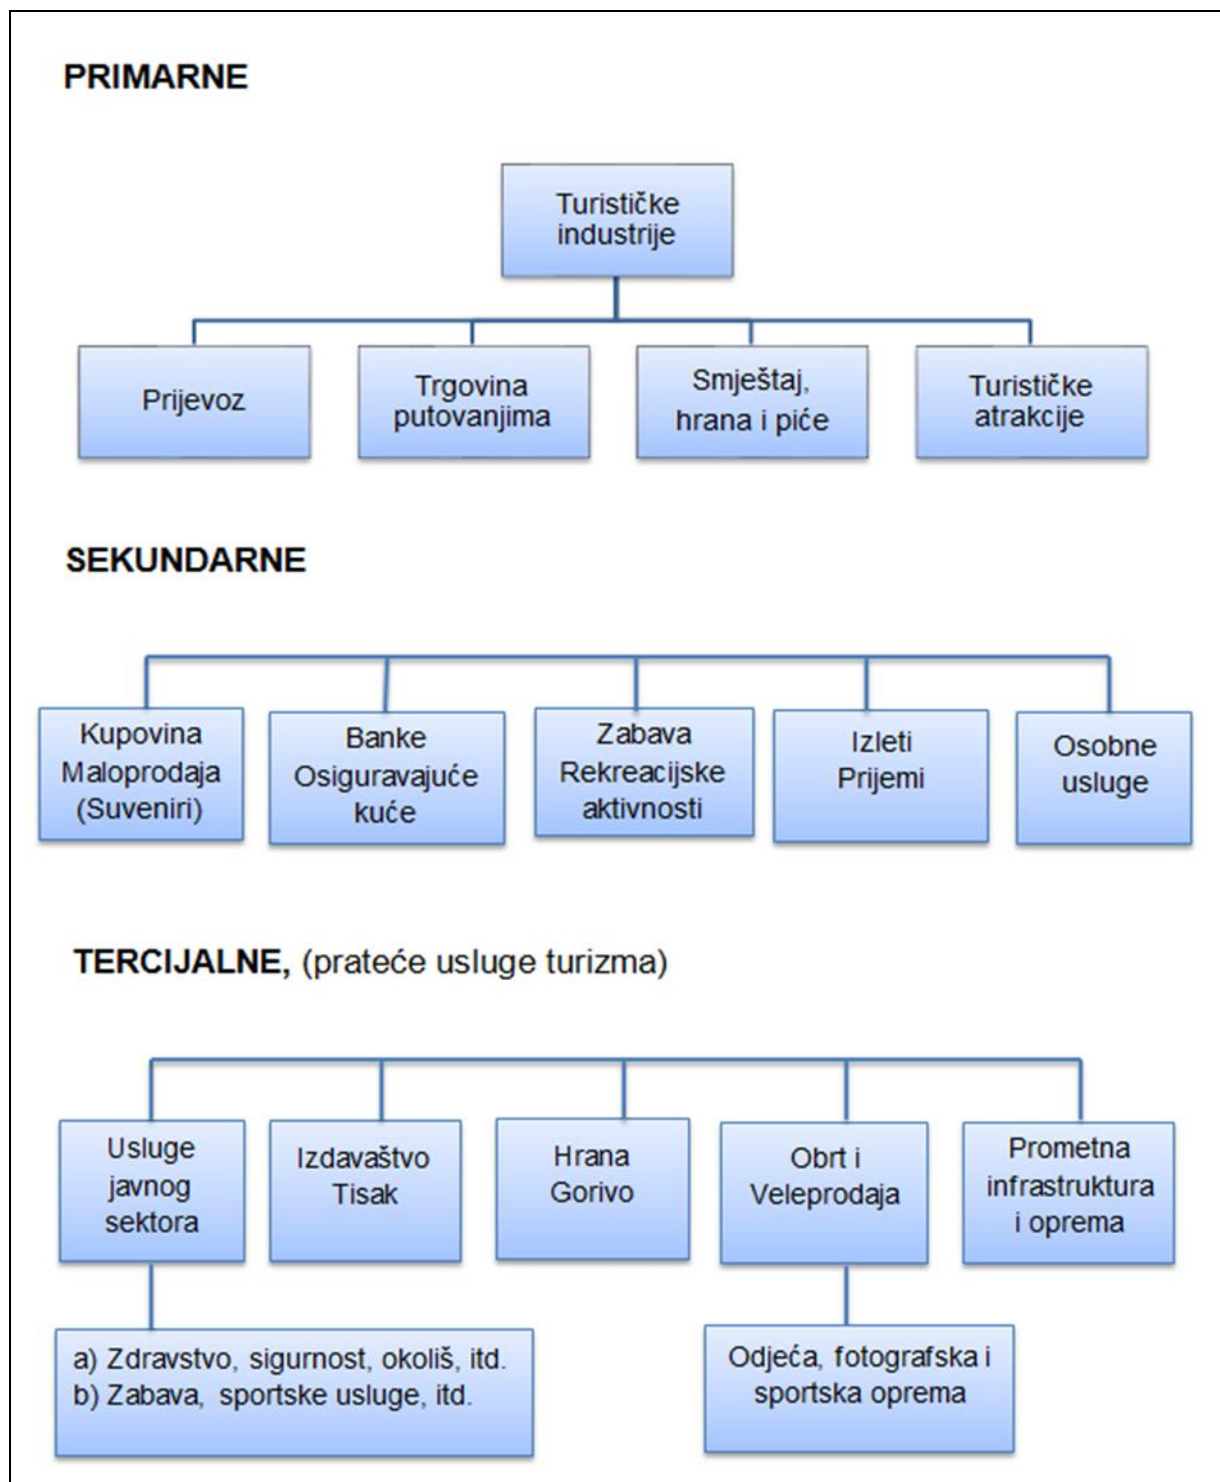 PRIMARNE
Turističke
industrije
Prijevoz
Trgovina
putovanjima
Smještaj,
hrana i piće
Turističke
atrakcije
SEKUNDARNE
Kupovina
Maloprodaja
(Suveniri)
Banke
Osiguravajuće
kuće
Zabava
Rekreacijske
aktivnosti
Izleti
Prijemi
Osobne
usluge
TERCIJALNE, (prateće usluge turizma)
Usluge
javnog
sektora
Izdavaštvo
Tisak
Hrana
Gorivo
Obrt i
Veleprodaja
Prometna
infrastruktura
i oprema
a) Zdravstvo, sigurnost, okoliš, itd.
b) Zabava, sportske usluge, itd.
Odjeća, fotografska i
sportska oprema